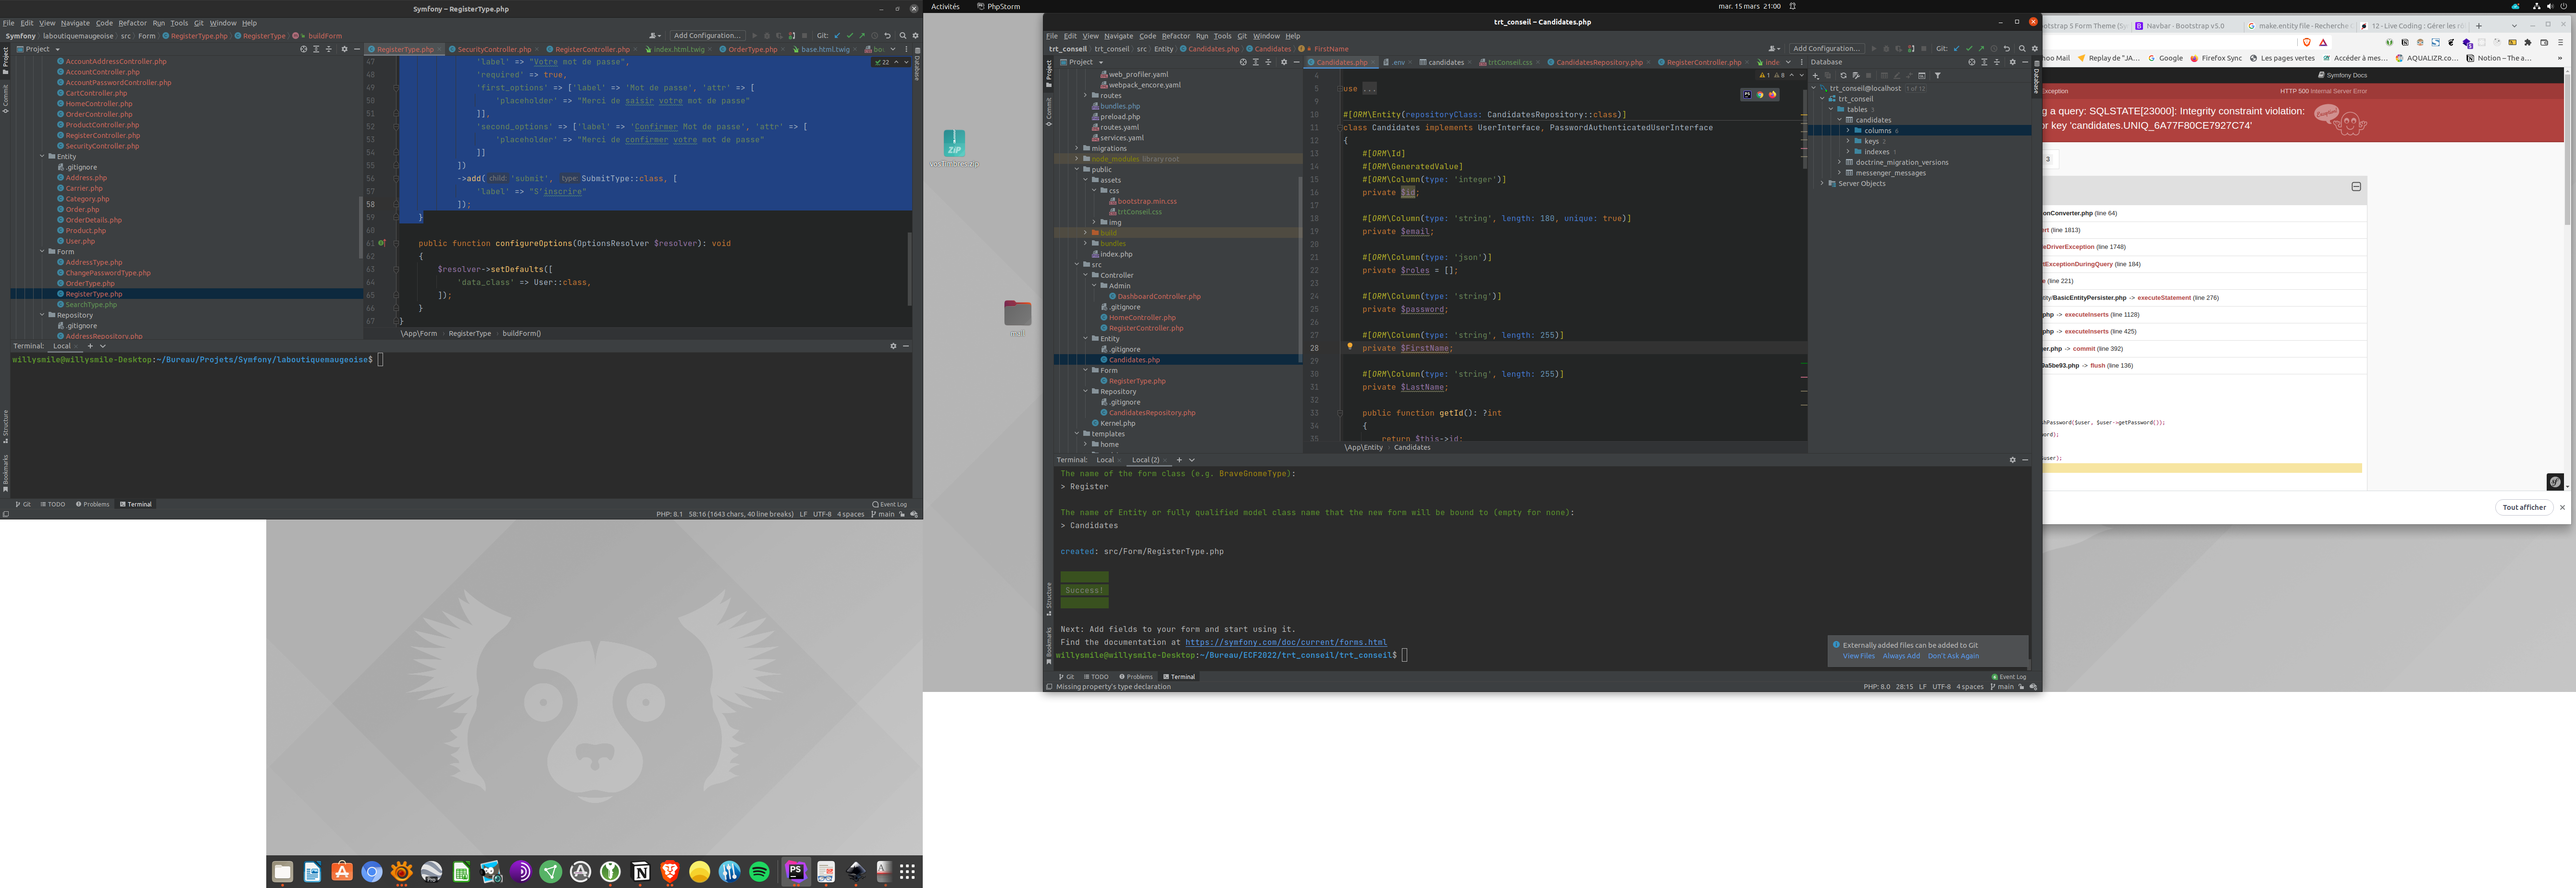 Symfony – RegisterType.php
File Edit View Navigate Code Refactor Run Tools Git Window Help
Symfony laboutiquemaugeoise src Form RegisterType.php RegisterType buildForm
Add Configuration... Git:
Project
RegisterType.php SecurityController.php RegisterController.php index.html.twig OrderType.php base.html.twig
AccountAddressController.php
AccountController.php
AccountPasswordController.php
CartController.php
HomeController.php
OrderController.php
ProductController.php
RegisterController.php
SecurityController.php
Entity
.gitignore
Address.php
Carrier.php
Category.php
Order.php
OrderDetails.php
Product.php
User.php
Form
AddressType.php
ChangePasswordType.php
OrderType.php
RegisterType.php
SearchType.php
Repository
.gitignore
AddressRepository.php
22
47 'label' => "Votre mot de passe",
48 'required' => true,
49 'first_options' => ['label' => 'Mot de passe', 'attr' => [
50 'placeholder' => "Merci de saisir votre mot de passe"
51 ]],
52 'second_options' => ['label' => 'Confirmer Mot de passe', 'attr' => [
53 'placeholder' => "Merci de confirmer votre mot de passe"
54 ]]
55 ])
56 ->add( child: 'submit', type: SubmitType::class, [
57 'label' => "S'inscrire"
58 ]);
59 }
60
61 public function configureOptions(OptionsResolver $resolver): void
62 {
63 $resolver->setDefaults([
64 'data_class' => User::class,
65 ]);
66 }
67 }
\App\Form RegisterType buildForm()
Terminal: Local
willysmile@willysmile-Desktop:~/Bureau/Projets/Symfony/laboutiquemaugeoise$
Git TODO Problems Terminal Event Log
PHP: 8.1 58:16 (1643 chars, 40 line breaks) LF UTF-8 4 spaces main
Project
Commit
Structure
Bookmarks
Database
Activités PhpStorm
mar. 15 mars 21:00
ZIP
mail
trt_conseil – Candidates.php
File Edit View Navigate Code Refactor Run Tools Git Window Help
trt_conseil trt_conseil src Entity Candidates.php Candidates FirstName
Add Configuration... Git:
Project
Candidates.php .env candidates trtConseil.css CandidatesRepository.php RegisterController.php
web_profiler.yaml
webpack_encore.yaml
routes
bundles.php
preload.php
routes.yaml
services.yaml
migrations
node_modules library root
public
assets
css
bootstrap.min.css
trtConseil.css
img
build
bundles
index.php
src
Controller
Admin
DashboardController.php
.gitignore
HomeController.php
RegisterController.php
Entity
.gitignore
Candidates.php
Form
RegisterType.php
Repository
.gitignore
CandidatesRepository.php
Kernel.php
templates
home
4
5 use ...
9
10 #[ORM\Entity(repositoryClass: CandidatesRepository::class)]
11 class Candidates implements UserInterface, PasswordAuthenticatedUserInterface
12 {
13 #[ORM\Id]
14 #[ORM\GeneratedValue]
15 #[ORM\Column(type: 'integer')]
16 private $id;
17
18 #[ORM\Column(type: 'string', length: 180, unique: true)]
19 private $email;
20
21 #[ORM\Column(type: 'json')]
22 private $roles = [];
23
24 #[ORM\Column(type: 'string')]
25 private $password;
26
27 #[ORM\Column(type: 'string', length: 255)]
28 private $FirstName;
29
30 #[ORM\Column(type: 'string', length: 255)]
31 private $LastName;
32
33 public function getId(): ?int
34 {
35 return $this->id;
\App\Entity Candidates
Database
trt_conseil@localhost 1 of 12
trt_conseil
tables 3
candidates
columns 6
keys 2
indexes 1
doctrine_migration_versions
messenger_messages
Server Objects
Terminal: Local Local (2)
The name of the form class (e.g. BraveGnomeType):
> Register
The name of Entity or fully qualified model class name that the new form will be bound to (empty for none):
> Candidates
created: src/Form/RegisterType.php
Success!
Next: Add fields to your form and start using it.
Find the documentation at https://symfony.com/doc/current/forms.html
willysmile@willysmile-Desktop:~/Bureau/ECF2022/trt_conseil/trt_conseil$
Externally added files can be added to Git
View Files Always Add Don't Ask Again
Git TODO Problems Terminal Event Log
Missing property's type declaration
PHP: 8.0 28:15 LF UTF-8 4 spaces main
Project
Commit
Structure
Bookmarks
Database
otstrap 5 Form Theme (Sy Navbar · Bootstrap v5.0 make.entity file - Recherche 12 - Live Coding : Gérer les r
hoo Mail Replay de "JA... Google Firefox Sync Les pages vertes Accéder à mes... AQUALIZR.co... Notion – The a...
Symfony Docs
Exception
HTTP 500 Internal Server Error
g a query: SQLSTATE[23000]: Integrity constraint violation:
or key 'candidates.UNIQ_6A77F80CE7927C74'
3
onConverter.php (line 64)
ert (line 1813)
eDriverException (line 1748)
tExceptionDuringQuery (line 184)
e (line 221)
tity/BasicEntityPersister.php -> executeStatement (line 276)
php -> executeInserts (line 1128)
php -> executeInserts (line 425)
er.php -> commit (line 392)
9a5be93.php -> flush (line 136)
shPassword($user, $user->getPassword());
ord);
user);
Tout afficher
PS